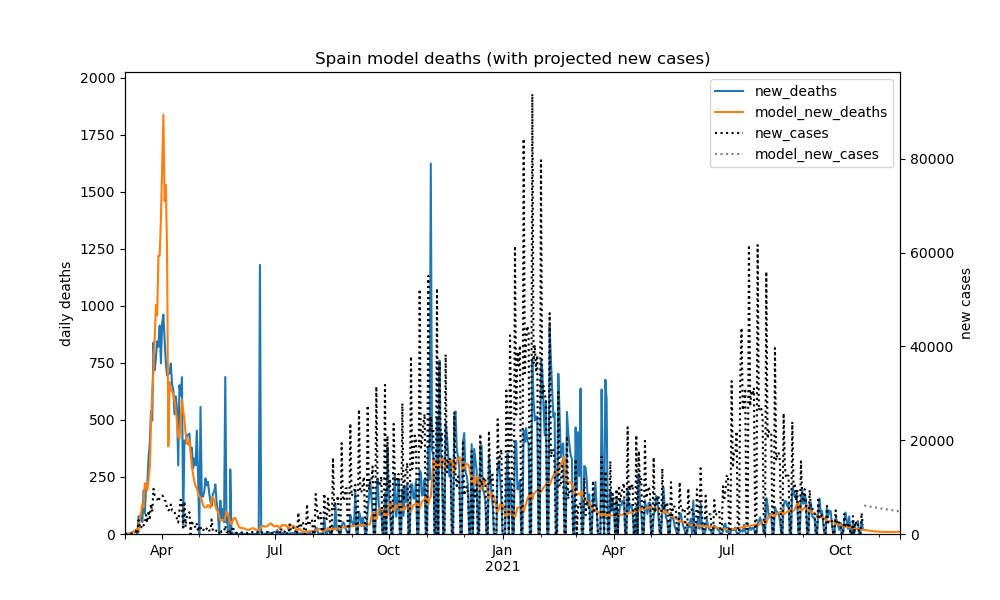 Spain model deaths (with projected new cases)
2000
1750
1500
1250
1000
750
500
250
0
daily deaths
new_deaths
model_new_deaths
new_cases
model_new_cases
80000
60000
40000
20000
0
new cases
Apr Jul Oct Jan Apr Jul Oct
2021